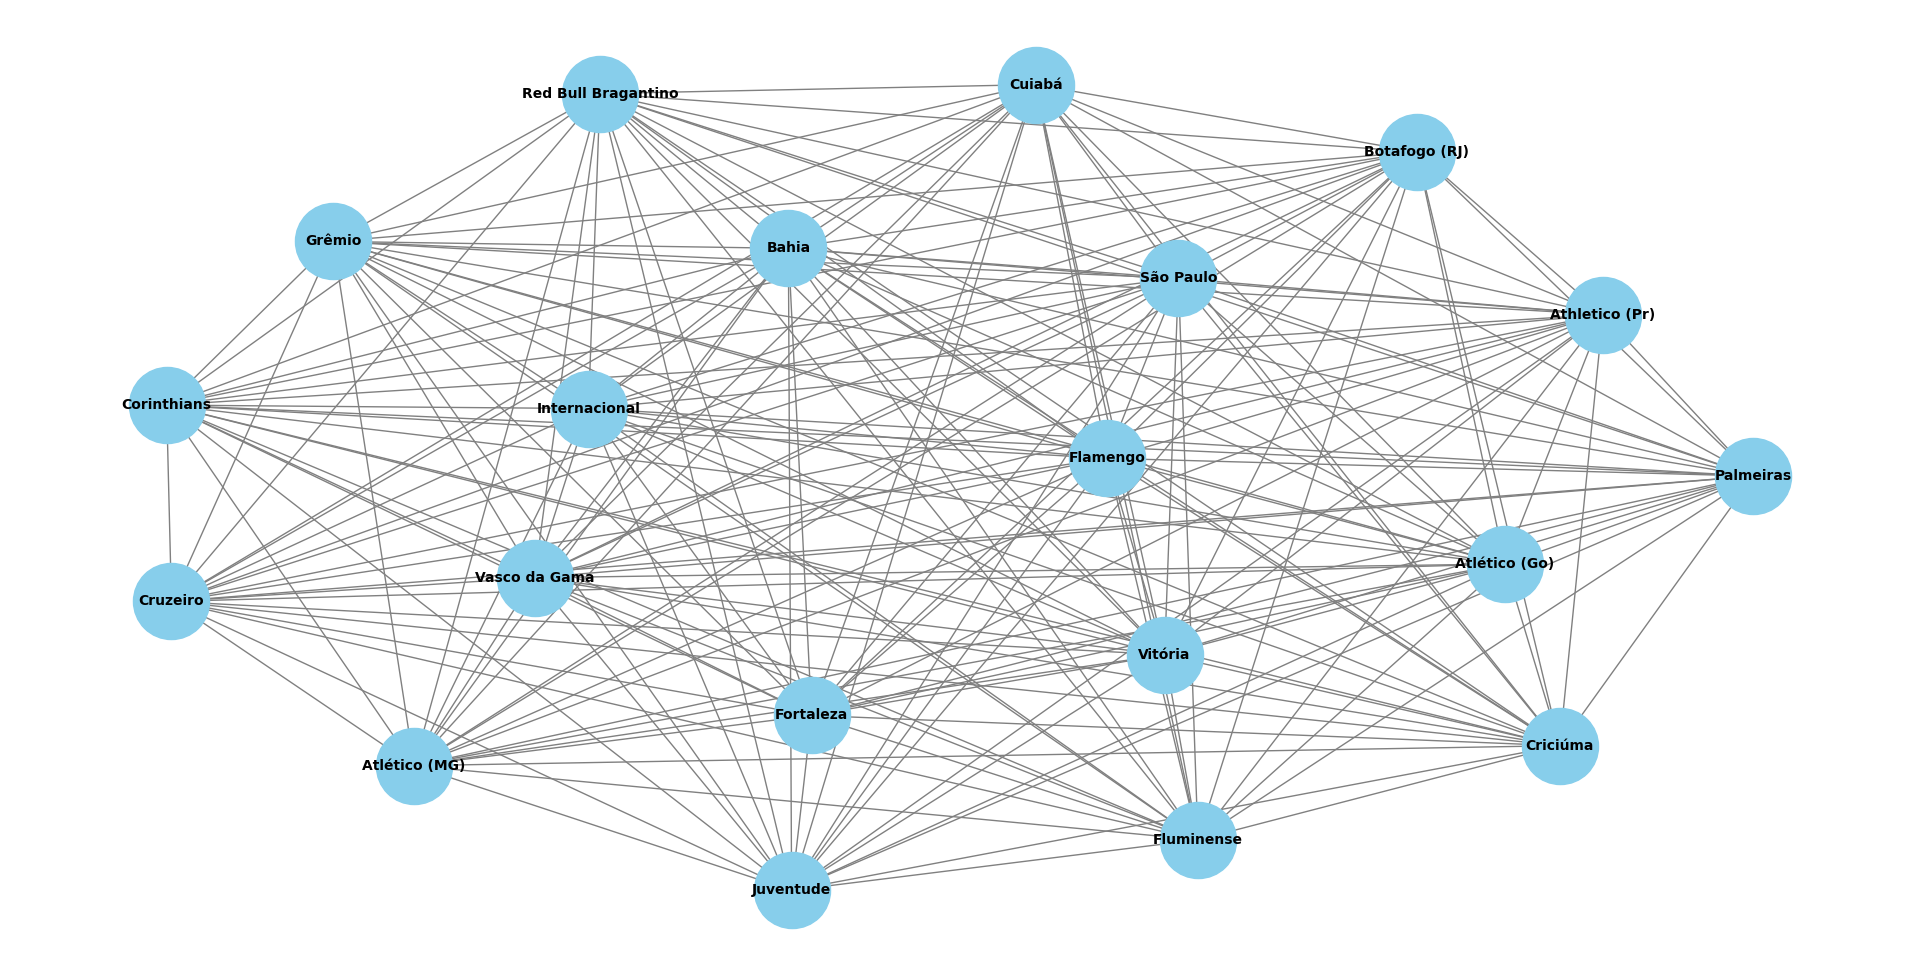 Cuiabá
Red Bull Bragantino
Botafogo (RJ)
Grêmio
Bahia
São Paulo
Athletico (Pr)
Corinthians
Internacional
Flamengo
Palmeiras
Atlético (Go)
Vasco da Gama
Cruzeiro
Vitória
Fortaleza
Criciúma
Atlético (MG)
Fluminense
Juventude